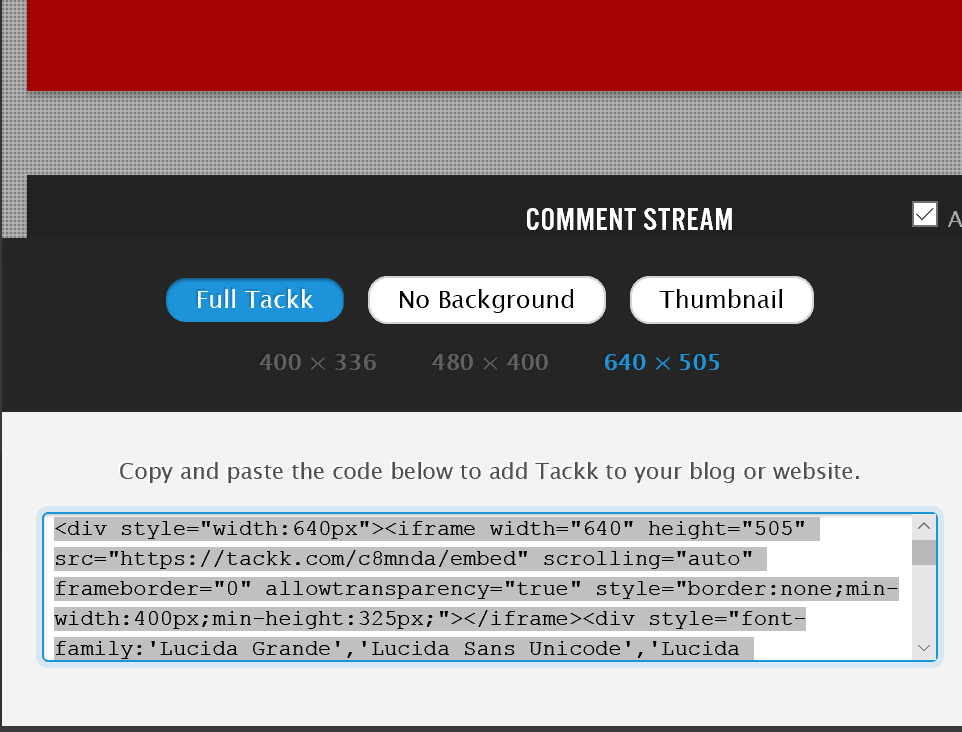 COMMENT STREAM
A
Full Tackk No Background Thumbnail
400 × 336 480 × 400 640 × 505
Copy and paste the code below to add Tackk to your blog or website.
<div style="width:640px"><iframe width="640" height="505"
src="https://tackk.com/c8mnda/embed" scrolling="auto"
frameborder="0" allowtransparency="true" style="border:none;min-
width:400px;min-height:325px;"></iframe><div style="font-
family:'Lucida Grande','Lucida Sans Unicode','Lucida